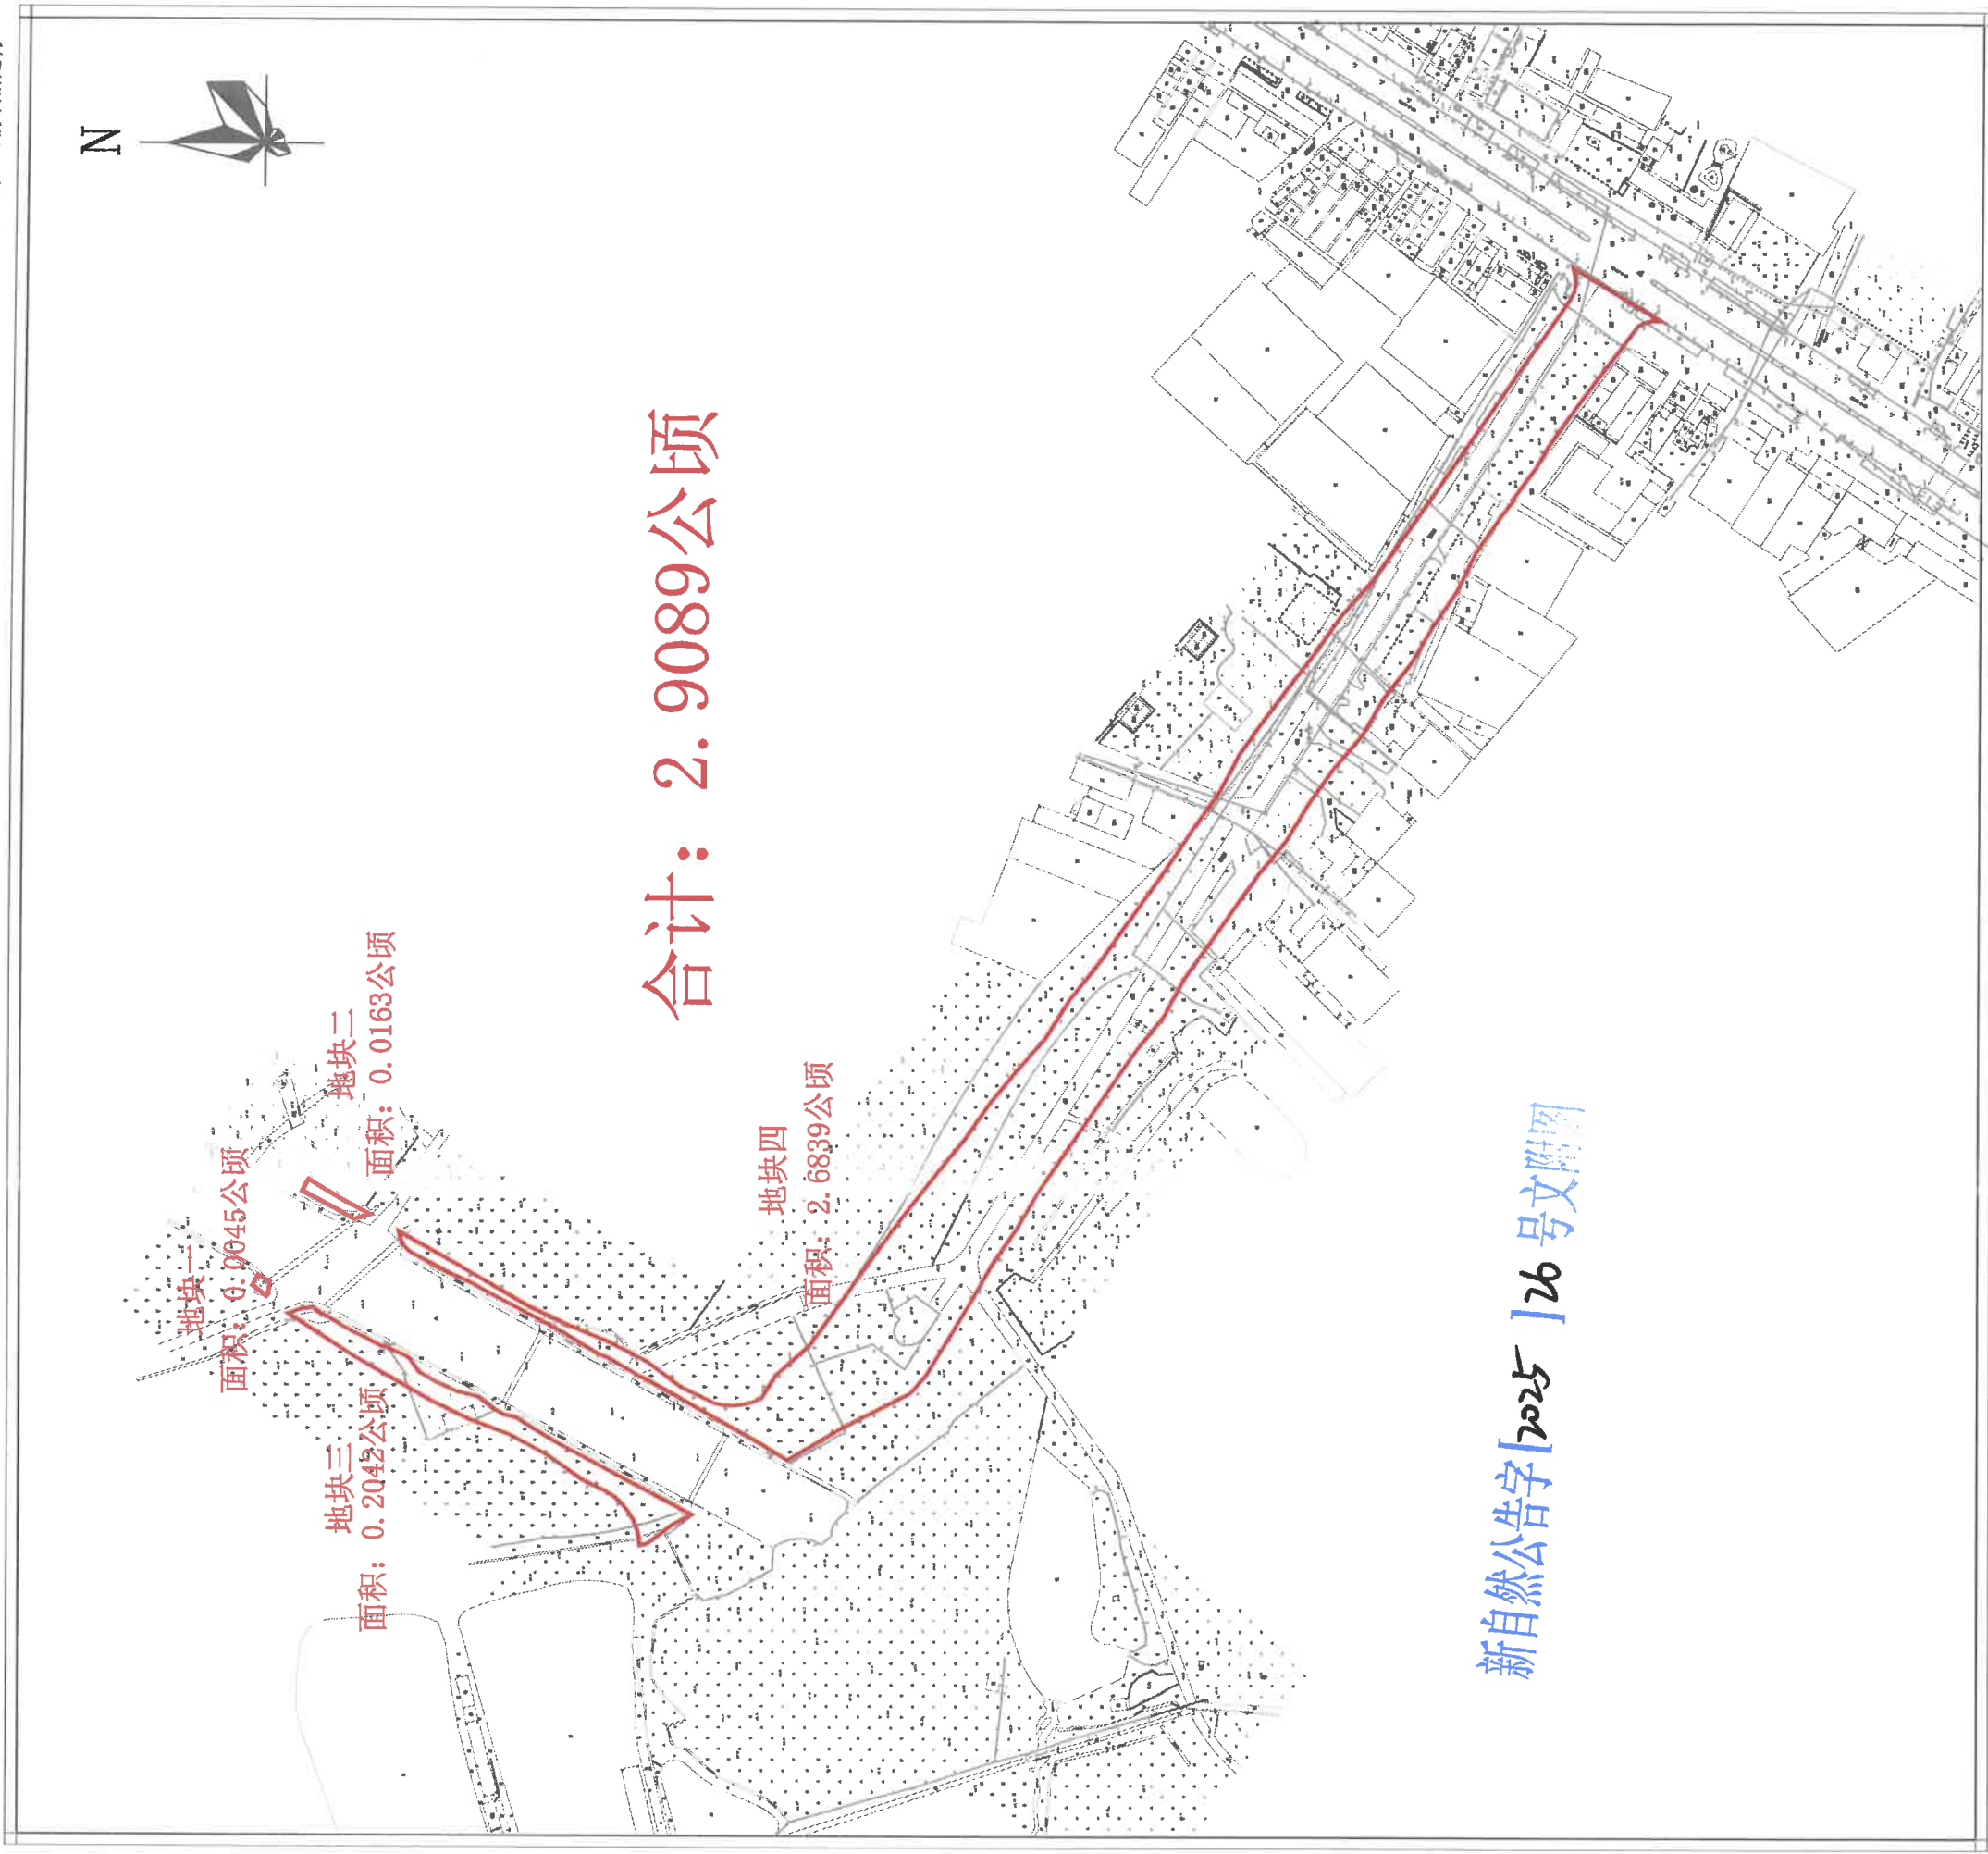 N
合计：2.9089公顷
地块一
面积：0.0045公顷
地块二
面积：0.0163公顷
地块三
面积：0.2042公顷
地块四
面积：2.6839公顷
新自然公告字[2025]26号文附图